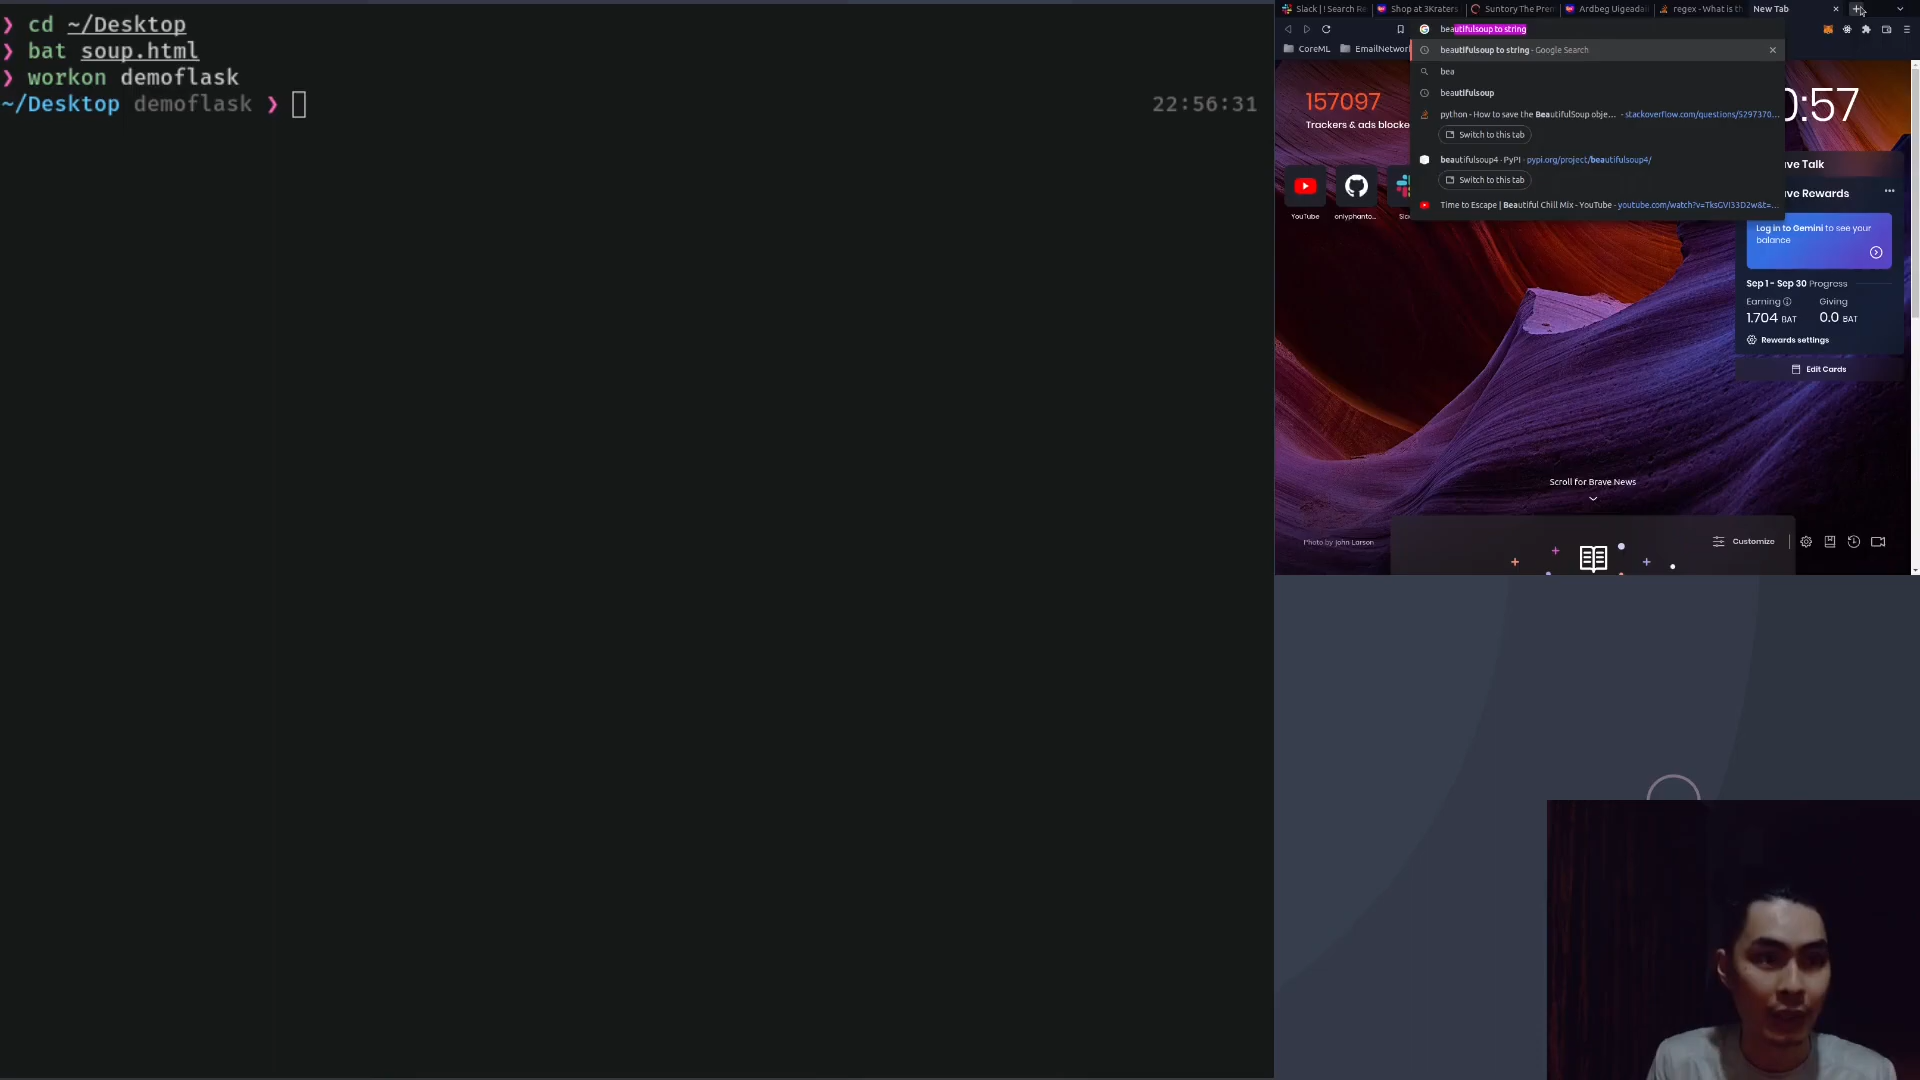 ❯ cd ~/Desktop
❯ bat soup.html
❯ workon demoflask
~/Desktop demoflask ❯
22:56:31
Slack | ! Search Re
Shop at 3Kraters
Suntory The Prem
Ardbeg Uigeadail
regex - What is th
New Tab
beautifulsoup to string
CoreML
EmailNetwork
beautifulsoup to string - Google Search
bea
beautifulsoup
python - How to save the BeautifulSoup obje... - stackoverflow.com/questions/5297370...
Switch to this tab
beautifulsoup4 · PyPI - pypi.org/project/beautifulsoup4/
Switch to this tab
Time to Escape | Beautiful Chill Mix - YouTube - youtube.com/watch?v=TksGVI33D2w&t=...
157097
Trackers & ads blocke
0:57
YouTube
onlyphanto...
Slac
ve Talk
ve Rewards
Log in to Gemini to see your
balance
Sep 1 - Sep 30 Progress
Earning
Giving
1.704 BAT
0.0 BAT
Rewards settings
Edit Cards
Scroll for Brave News
Photo by John Larson
Customize